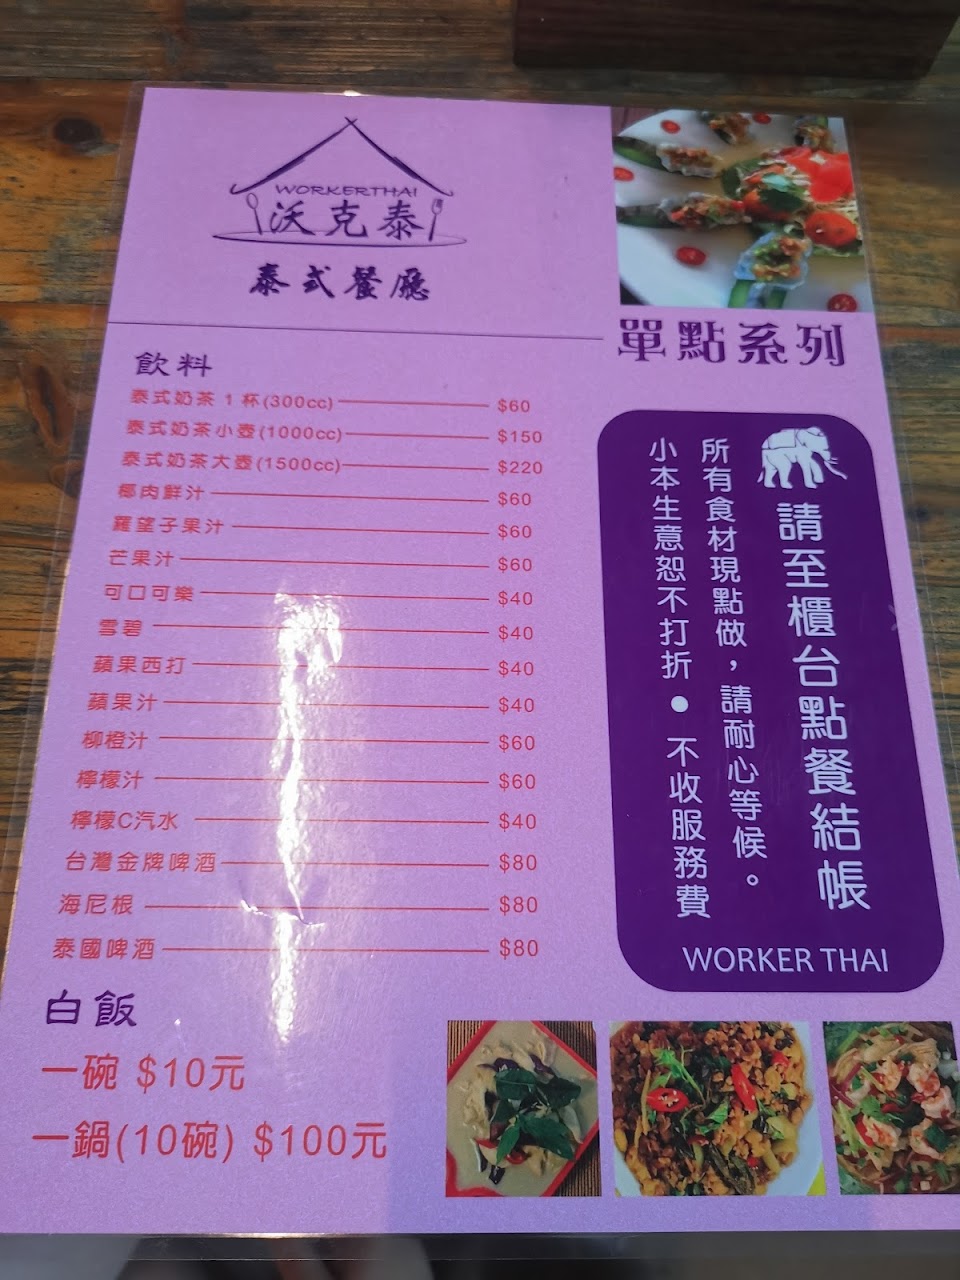 WORKERTHAI
沃克泰
泰式餐廳
單點系列
飲料
泰式奶茶 1 杯(300cc) $60
泰式奶茶小壺(1000cc) $150
泰式奶茶大壺(1500cc) $220
椰肉鮮汁 $60
羅望子果汁 $60
芒果汁 $60
可口可樂 $40
雪碧 $40
蘋果西打 $40
蘋果汁 $40
柳橙汁 $60
檸檬汁 $60
檸檬C汽水 $40
台灣金牌啤酒 $80
海尼根 $80
泰國啤酒 $80
白飯
一碗 $10元
一鍋(10碗) $100元
請至櫃台點餐結帳
所有食材現點做，請耐心等候。
小本生意恕不打折 ● 不收服務費
WORKER THAI